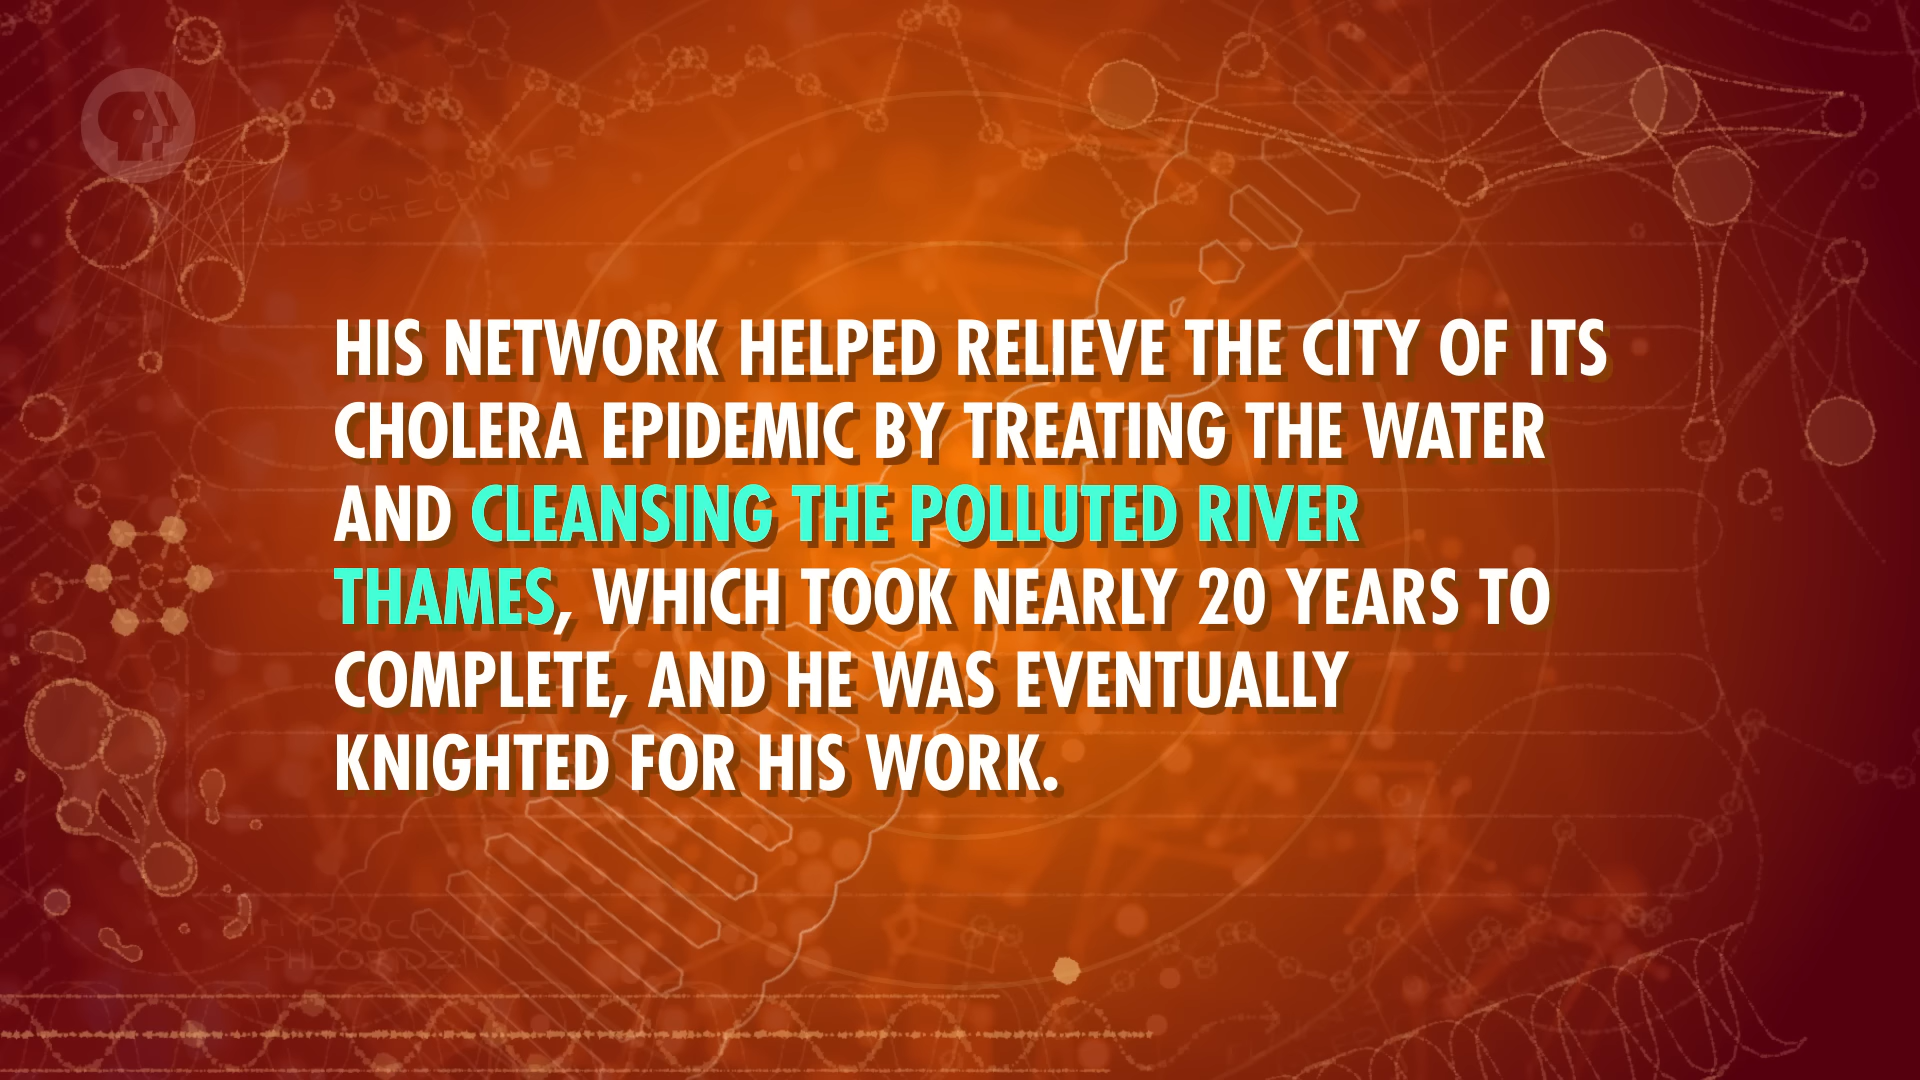 HIS NETWORK HELPED RELIEVE THE CITY OF ITS
CHOLERA EPIDEMIC BY TREATING THE WATER
AND CLEANSING THE POLLUTED RIVER
THAMES, WHICH TOOK NEARLY 20 YEARS TO
COMPLETE, AND HE WAS EVENTUALLY
KNIGHTED FOR HIS WORK.